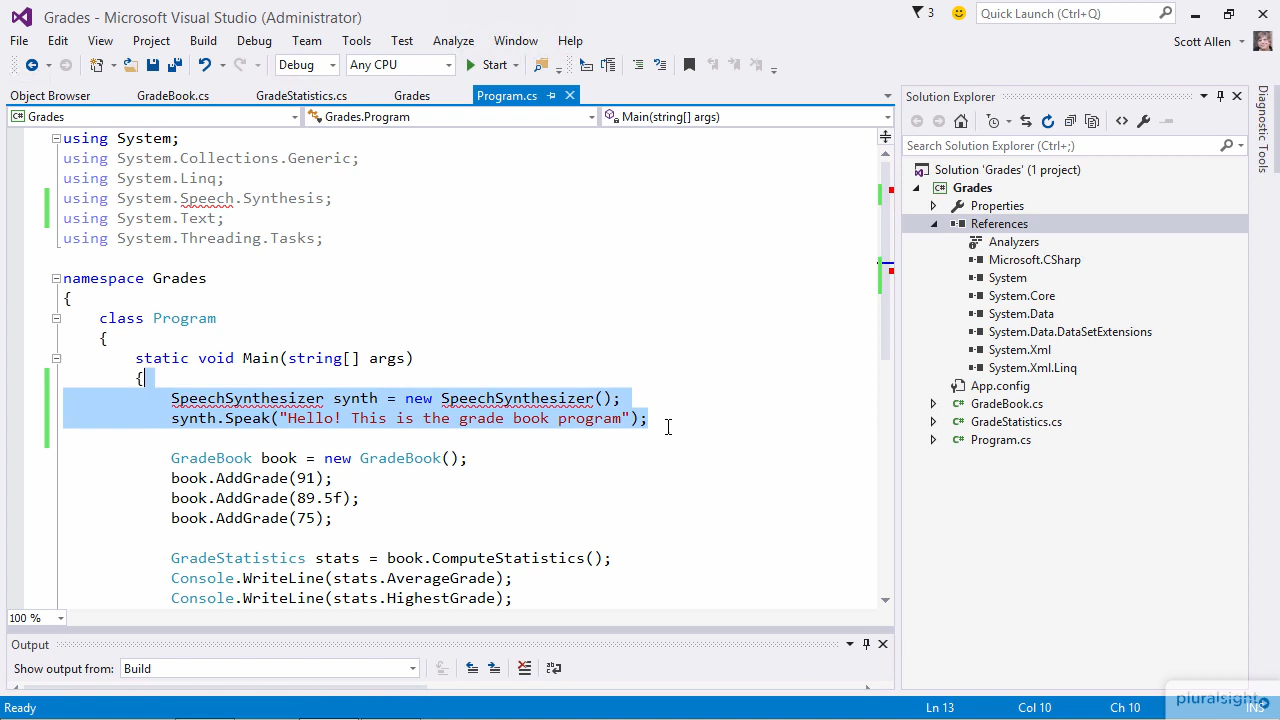 Grades - Microsoft Visual Studio (Administrator)
3
Quick Launch (Ctrl+Q)
File Edit View Project Build Debug Team Tools Test Analyze Window Help
Scott Allen
Debug
Any CPU
Start
Object Browser
GradeBook.cs
GradeStatistics.cs
Grades
Program.cs
Grades
Grades.Program
Main(string[] args)
using System;
using System.Collections.Generic;
using System.Linq;
using System.Speech.Synthesis;
using System.Text;
using System.Threading.Tasks;
namespace Grades
{
class Program
{
static void Main(string[] args)
{
SpeechSynthesizer synth = new SpeechSynthesizer();
synth.Speak("Hello! This is the grade book program");
GradeBook book = new GradeBook();
book.AddGrade(91);
book.AddGrade(89.5f);
book.AddGrade(75);
GradeStatistics stats = book.ComputeStatistics();
Console.WriteLine(stats.AverageGrade);
Console.WriteLine(stats.HighestGrade);
100 %
Output
Show output from:
Build
Solution Explorer
Search Solution Explorer (Ctrl+;)
Solution 'Grades' (1 project)
C# Grades
Properties
References
Analyzers
Microsoft.CSharp
System
System.Core
System.Data
System.Data.DataSetExtensions
System.Xml
System.Xml.Linq
App.config
C# GradeBook.cs
C# GradeStatistics.cs
C# Program.cs
Diagnostic Tools
Ready
Ln 13
Col 10
Ch 10
INS
pluralsight